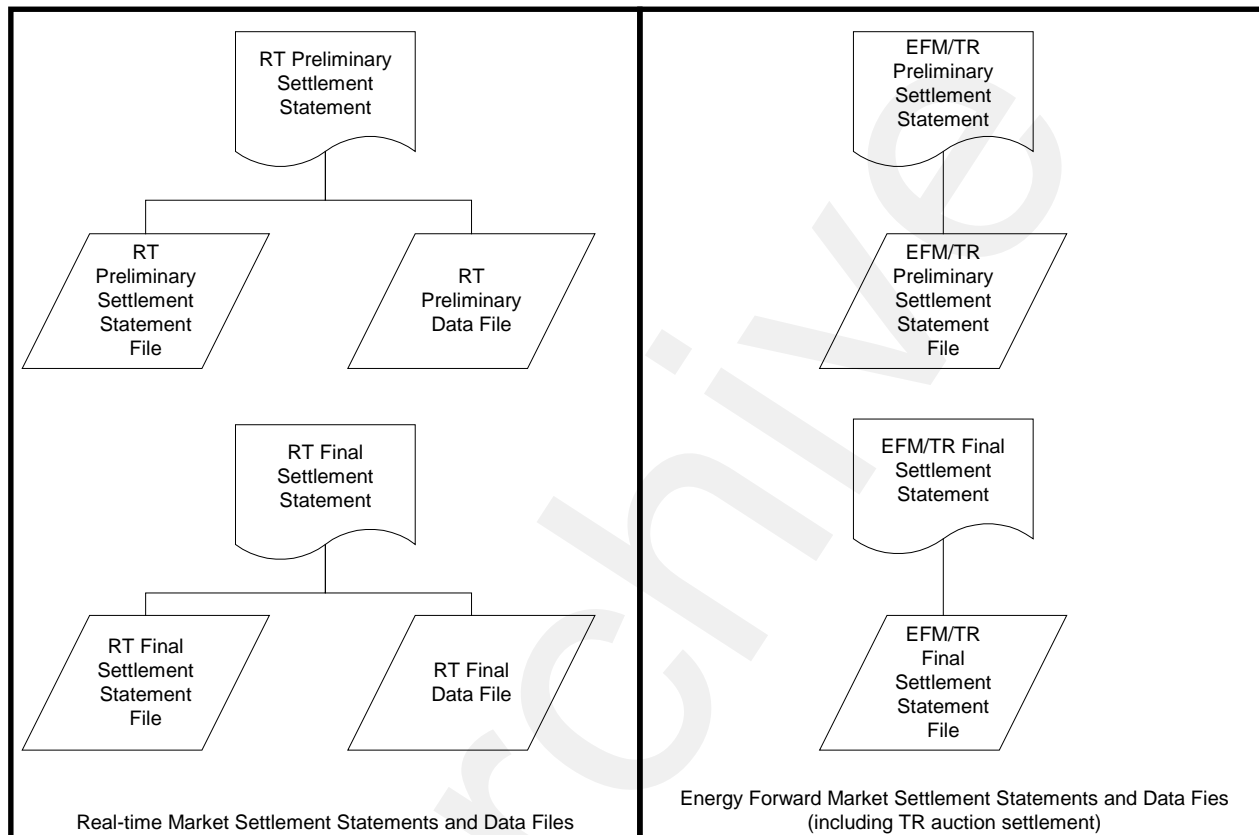 RT Preliminary
Settlement
Statement
RT
Preliminary
Settlement
Statement
File
RT
Preliminary
Data File
RT Final
Settlement
Statement
RT Final
Settlement
Statement
File
RT Final
Data File
Real-time Market Settlement Statements and Data Files
EFM/TR
Preliminary
Settlement
Statement
EFM/TR
Preliminary
Settlement
Statement
File
EFM/TR Final
Settlement
Statement
EFM/TR
Final
Settlement
Statement
File
Energy Forward Market Settlement Statements and Data Fies
(including TR auction settlement)
rchive